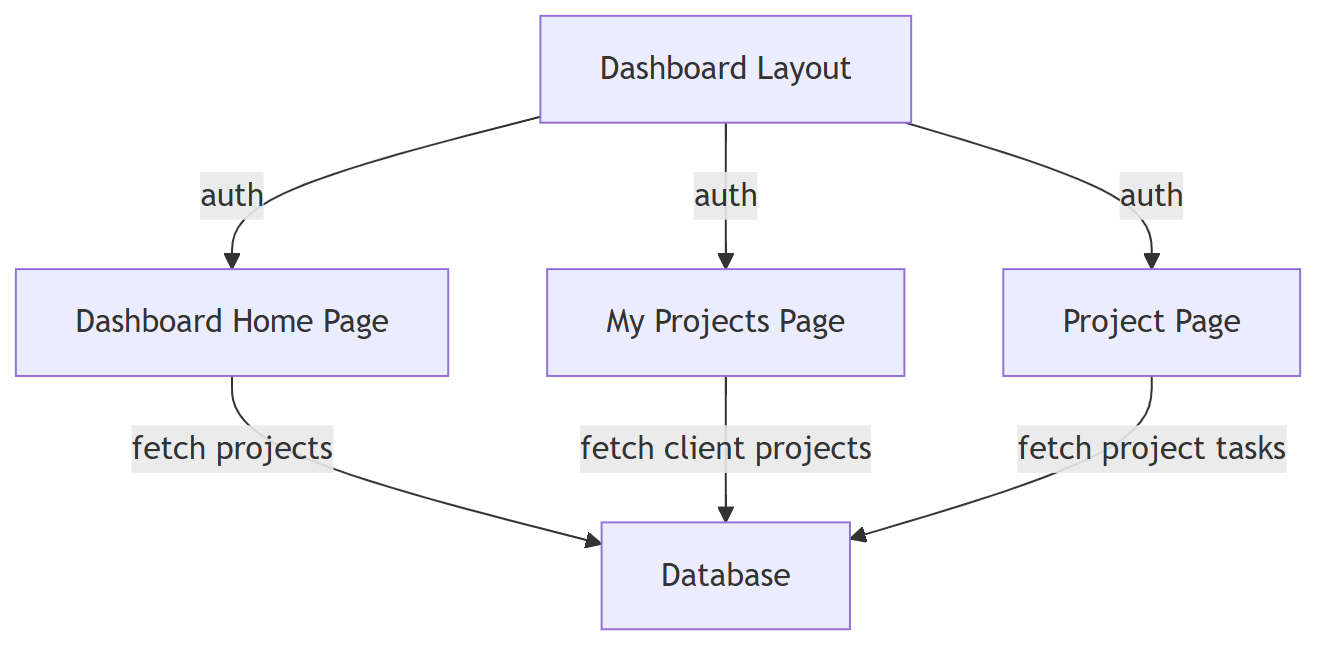 Dashboard Layout
auth
auth
auth
Dashboard Home Page
My Projects Page
Project Page
fetch projects
fetch client projects
fetch project tasks
Database